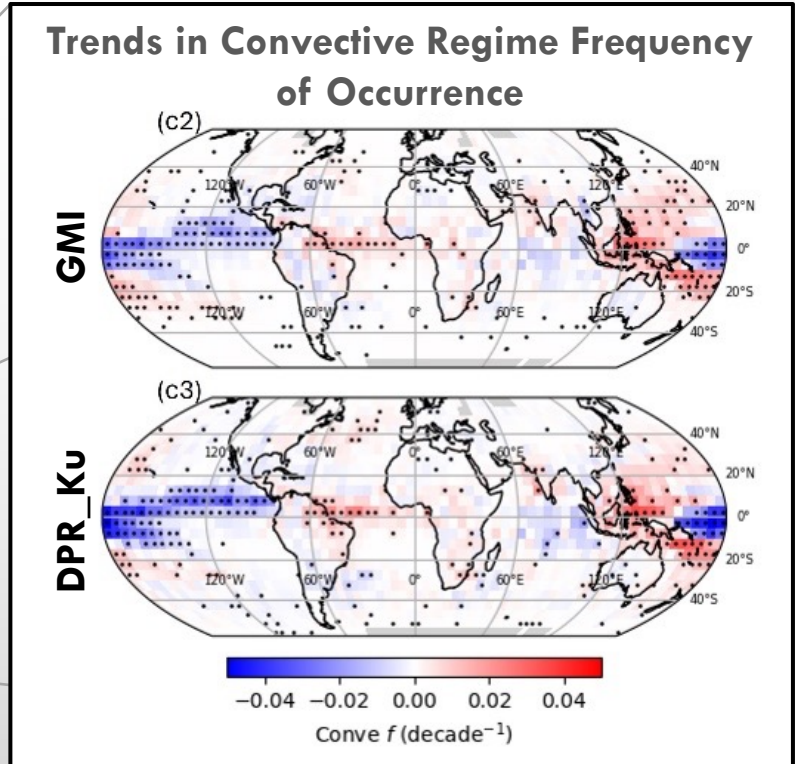 Trends in Convective Regime Frequency
of Occurrence
(c2)
GMI
40°N
120°W 60°W 0° 60°E 120°E
20°N
0°
20°S
120°W 60°W 0° 60°E 120°E
40°S
(c3)
DPR_Ku
40°N
120°W 60°W 0° 60°E 120°E
20°N
0°
20°S
120°W 60°W 0° 60°E 120°E
40°S
−0.04 −0.02 0.00 0.02 0.04
Conve f (decade⁻¹)